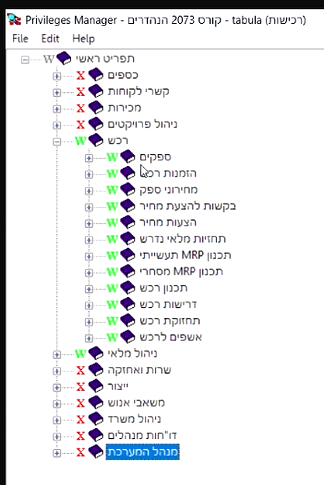 Privileges Manager - קורס 2073 הנהדרים - tabula (רכישות)
File Edit Help
W תפריט ראשי
X כספים
X קשרי לקוחות
X מכירות
X ניהול פרויקטים
W רכש
W ספקים
W הזמנות רכש
W מחירוני ספק
W בקשות להצעת מחיר
W הצעות מחיר
W תחזיות מלאי נדרש
W תכנון MRP תעשייתי
W תכנון MRP מסחרי
W תכנון רכש
W דרישות רכש
W תחזוקת רכש
W אשפים לרכש
W ניהול מלאי
X שרות ואחזקה
X ייצור
X משאבי אנוש
X ניהול משרד
X דו"חות מנהלים
X מנהל המערכת